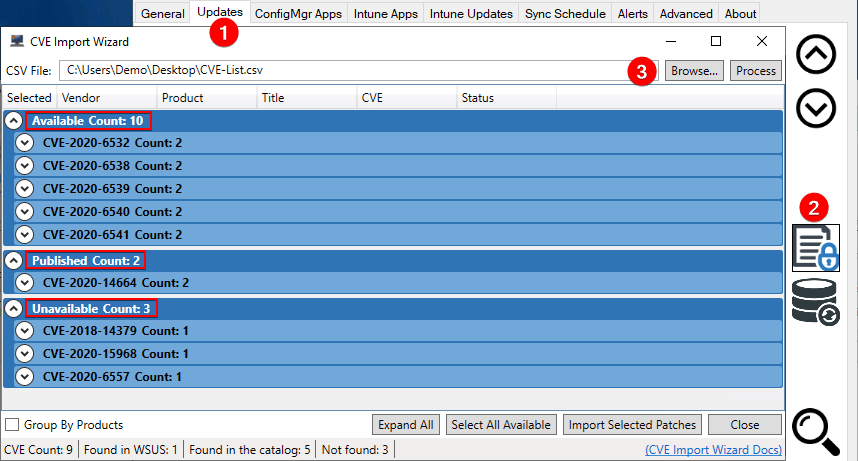 General Updates ConfigMgr Apps Intune Apps Intune Updates Sync Schedule Alerts Advanced About
1
CVE Import Wizard
CSV File: C:\Users\Demo\Desktop\CVE-List.csv 3 Browse... Process
Selected Vendor Product Title CVE Status
Available Count: 10
CVE-2020-6532 Count: 2
CVE-2020-6538 Count: 2
CVE-2020-6539 Count: 2
CVE-2020-6540 Count: 2
2
CVE-2020-6541 Count: 2
Published Count: 2
CVE-2020-14664 Count: 2
Unavailable Count: 3
CVE-2018-14379 Count: 1
CVE-2020-15968 Count: 1
CVE-2020-6557 Count: 1
Group By Products Expand All Select All Available Import Selected Patches Close
CVE Count: 9 Found in WSUS: 1 Found in the catalog: 5 Not found: 3 (CVE Import Wizard Docs)